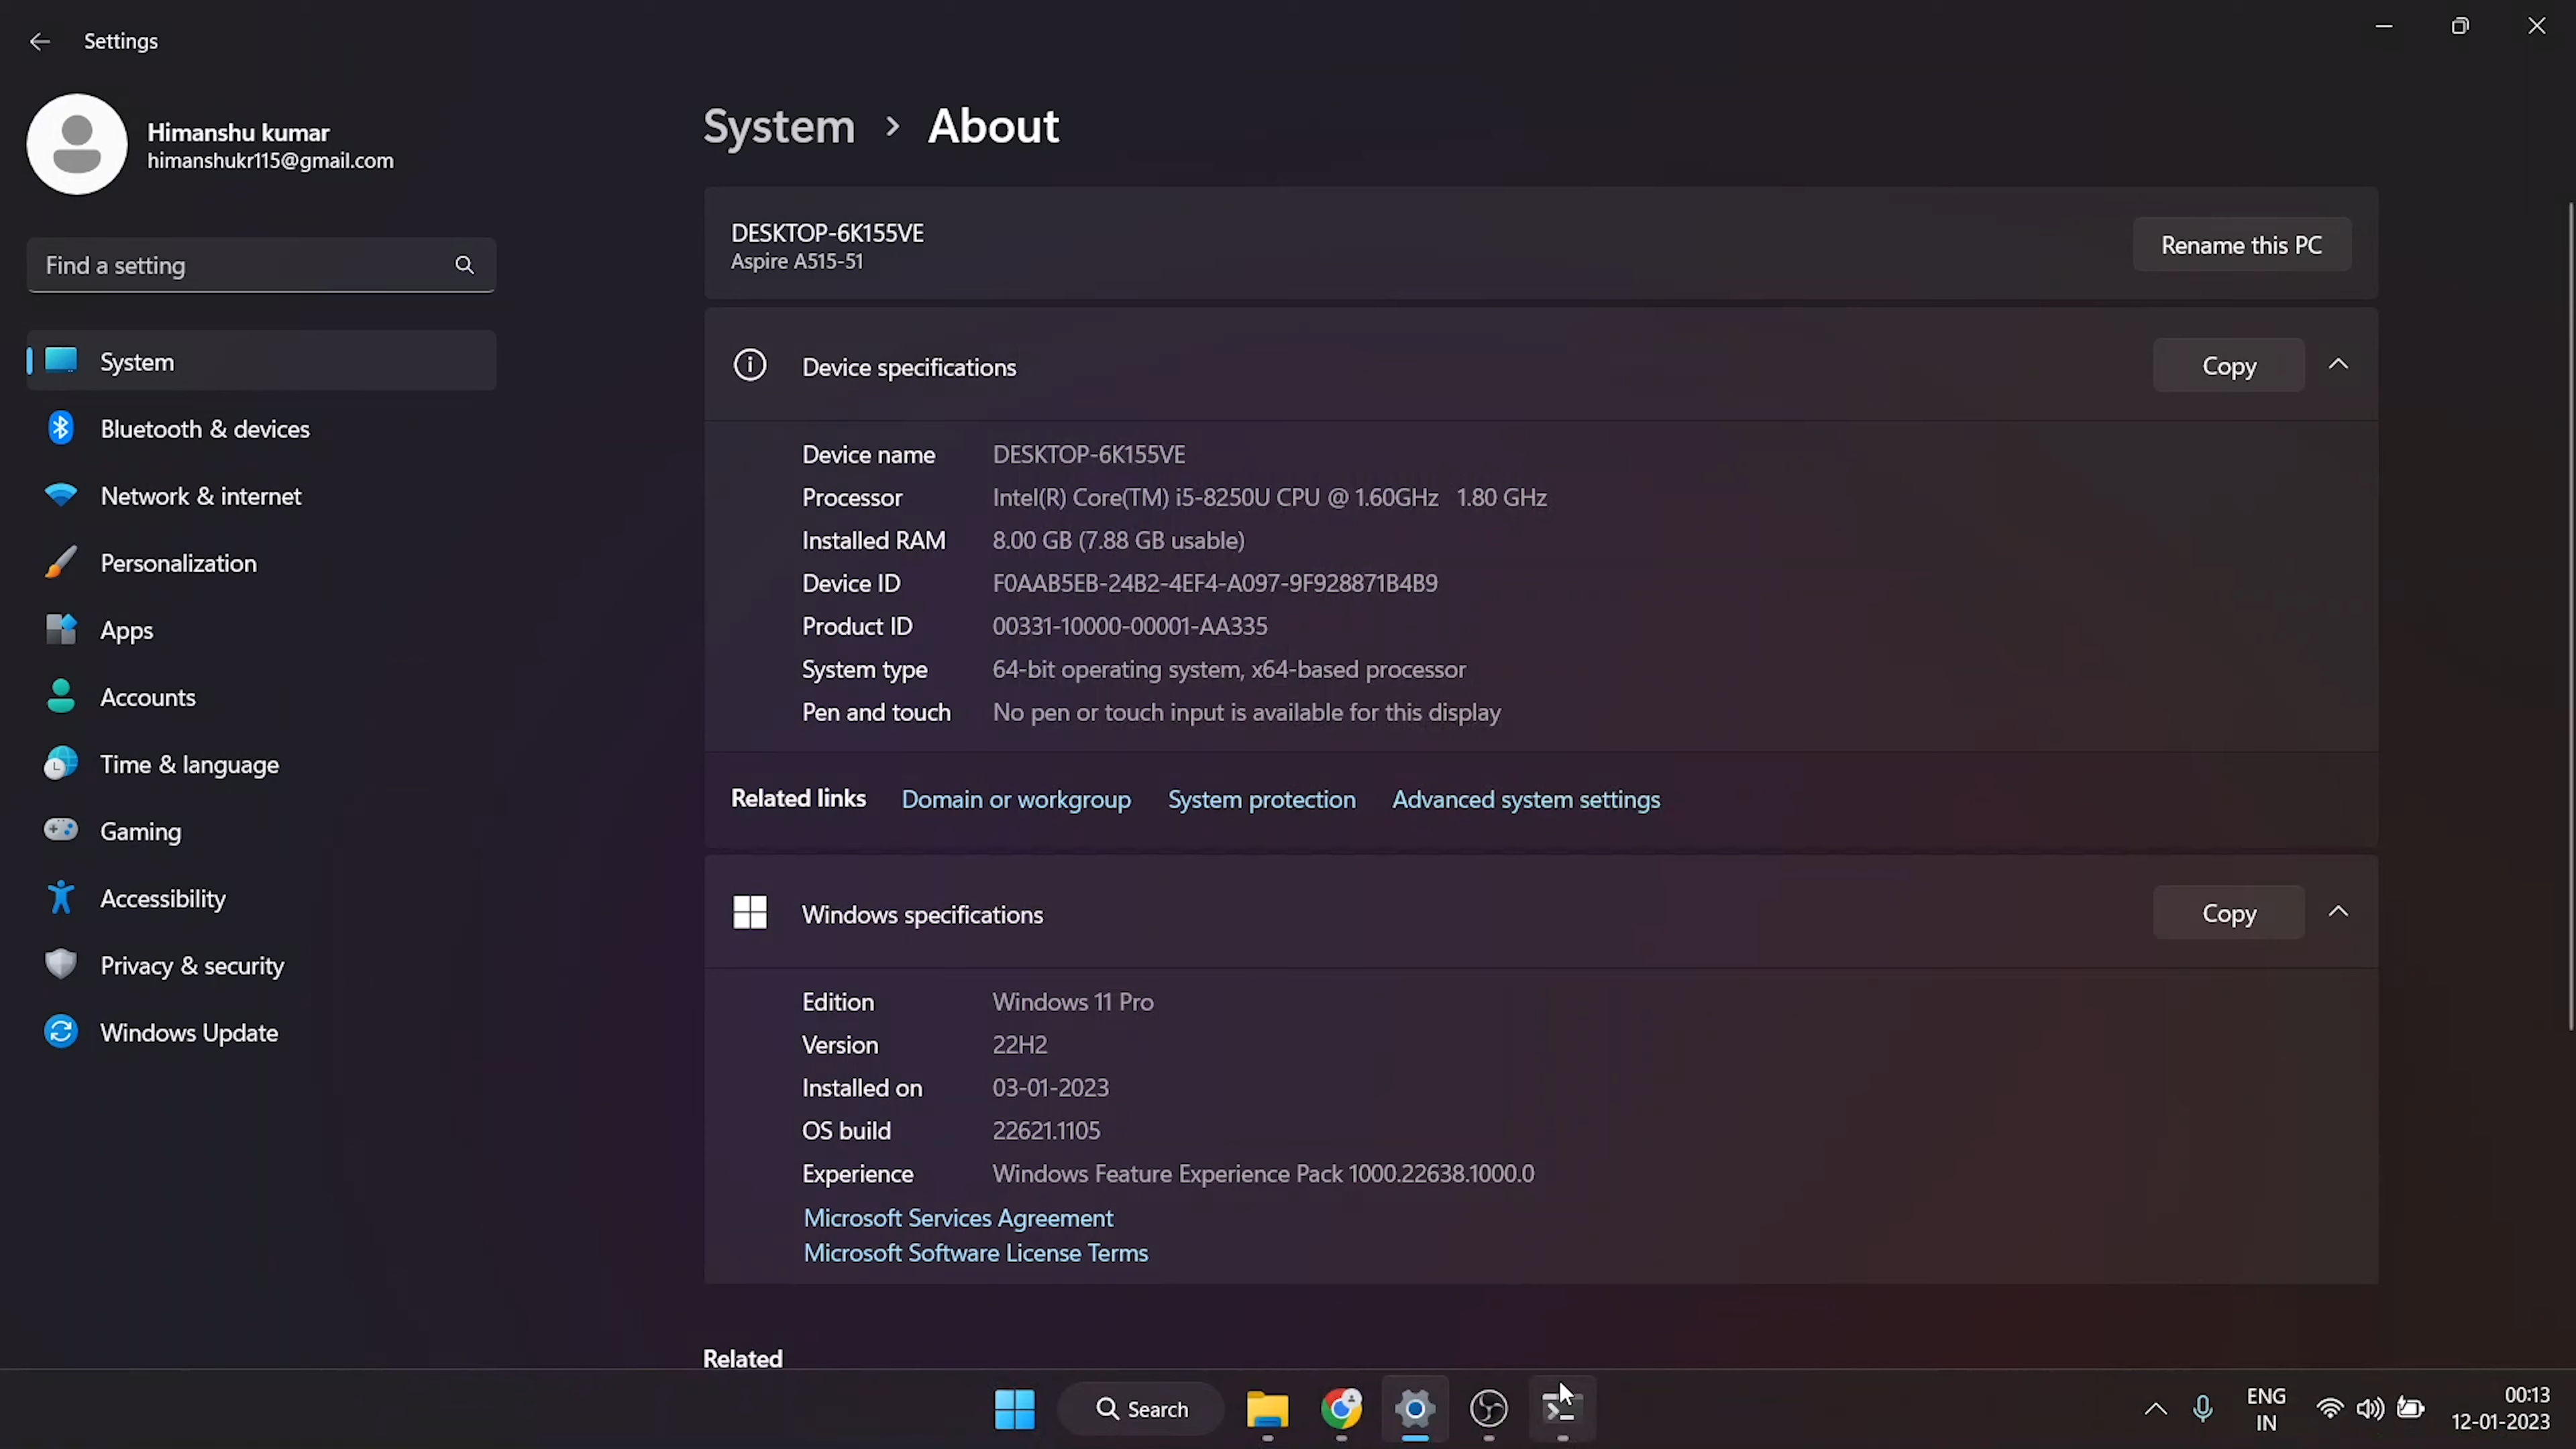 Settings
Himanshu kumar
himanshukr115@gmail.com
Find a setting
System
Bluetooth & devices
Network & internet
Personalization
Apps
Accounts
Time & language
Gaming
Accessibility
Privacy & security
Windows Update
System > About
DESKTOP-6K155VE
Aspire A515-51
Rename this PC
Device specifications
Copy
Device name DESKTOP-6K155VE
Processor Intel(R) Core(TM) i5-8250U CPU @ 1.60GHz 1.80 GHz
Installed RAM 8.00 GB (7.88 GB usable)
Device ID F0AAB5EB-24B2-4EF4-A097-9F928871B4B9
Product ID 00331-10000-00001-AA335
System type 64-bit operating system, x64-based processor
Pen and touch No pen or touch input is available for this display
Related links Domain or workgroup System protection Advanced system settings
Windows specifications
Copy
Edition Windows 11 Pro
Version 22H2
Installed on 03-01-2023
OS build 22621.1105
Experience Windows Feature Experience Pack 1000.22638.1000.0
Microsoft Services Agreement
Microsoft Software License Terms
Related
Search
ENG
IN
00:13
12-01-2023